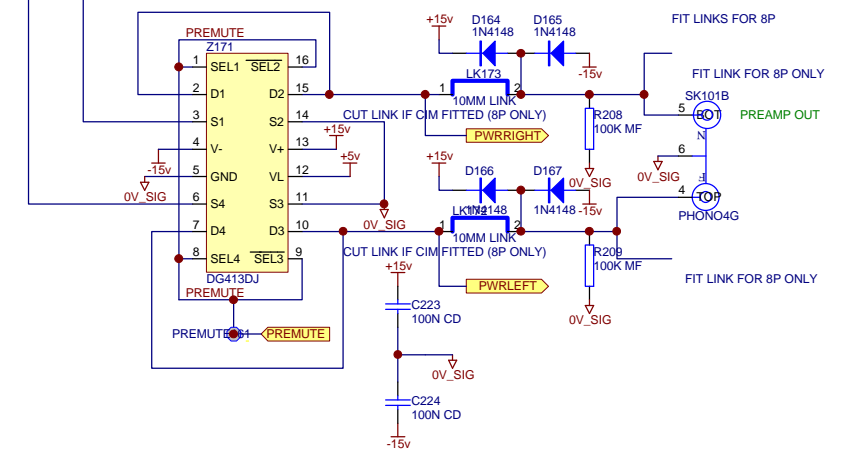 +15v
D164
1N4148
D165
1N4148
FIT LINKS FOR 8P
PREMUTE
Z171
-15v
FIT LINK FOR 8P ONLY
1
SEL1
SEL2
16
LK173
SK101B
2
D1
D2
15
1
2
10MM LINK
5
BOT
PREAMP OUT
3
S1
S2
14
CUT LINK IF CIM FITTED (8P ONLY)
R208
100K MF
+15v
PWRRIGHT
N
4
V-
V+
13
+5v
6
-15v
+15v
D166
1N4148
D167
1N4148
5
GND
VL
12
0V_SIG
0V_SIG
F
0V_SIG
6
S4
S3
11
-15v
4
TOP
0V_SIG
LK172
PHONO4G
7
D4
D3
10
1
2
10MM LINK
8
SEL4
SEL3
9
CUT LINK IF CIM FITTED (8P ONLY)
R209
100K MF
+15v
DG413DJ
PWRLEFT
FIT LINK FOR 8P ONLY
PREMUTE
C223
100N CD
0V_SIG
PREMUTE
PREMUTE
0V_SIG
C224
100N CD
-15v